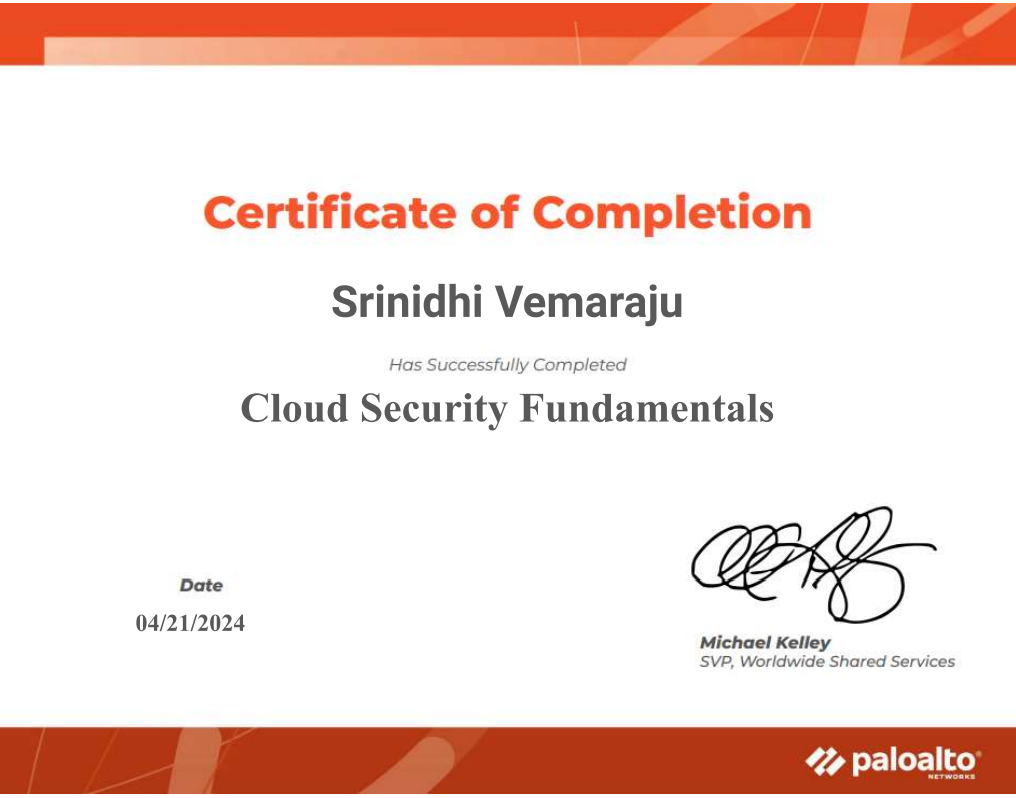 Certificate of Completion
Srinidhi Vemaraju
Has Successfully Completed
Cloud Security Fundamentals
Date
04/21/2024
Michael Kelley
SVP, Worldwide Shared Services
paloalto®
NETWORKS